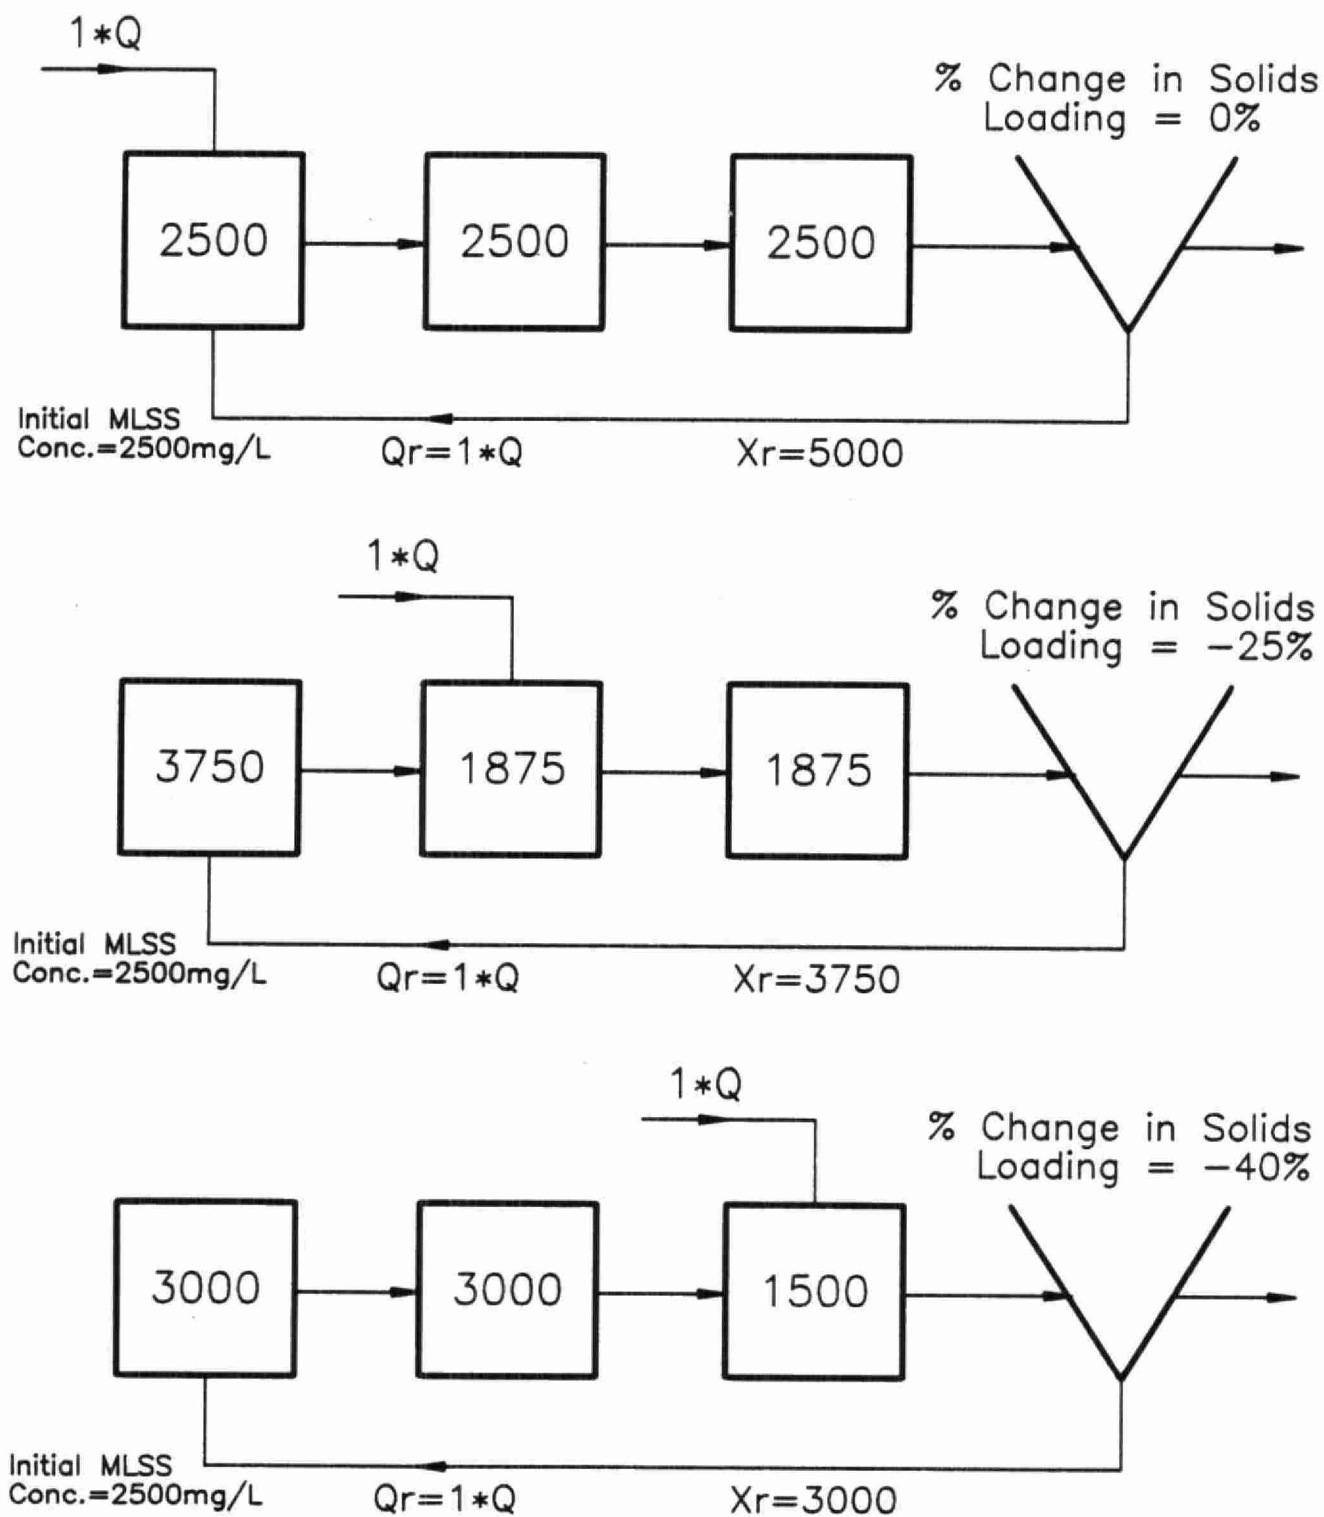 1*Q
% Change in Solids
Loading = 0%
2500
2500
2500
Initial MLSS
Conc.=2500mg/L
Qr=1*Q
Xr=5000
1*Q
% Change in Solids
Loading = -25%
3750
1875
1875
Initial MLSS
Conc.=2500mg/L
Qr=1*Q
Xr=3750
1*Q
% Change in Solids
Loading = -40%
3000
3000
1500
Initial MLSS
Conc.=2500mg/L
Qr=1*Q
Xr=3000